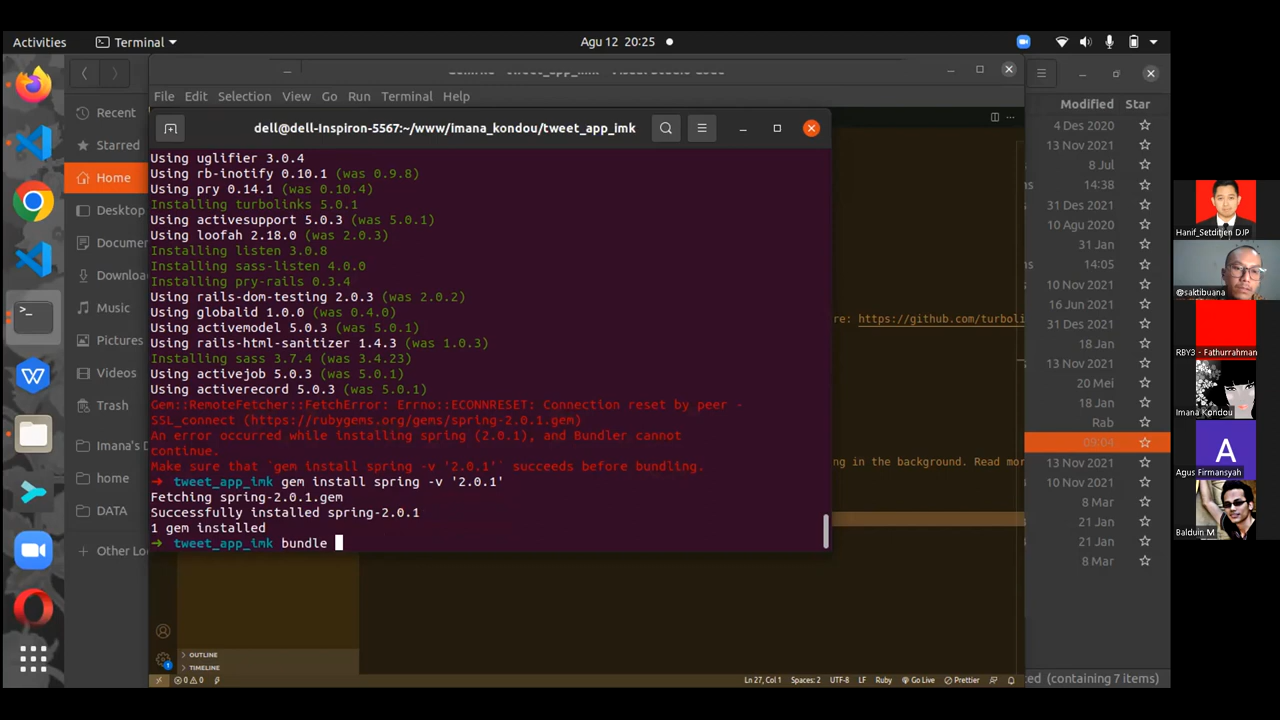 Activities
Terminal
Agu 12 20:25
File Edit Selection View Go Run Terminal Help
dell@dell-Inspiron-5567:~/www/imana_kondou/tweet_app_imk
Using uglifier 3.0.4
Using rb-inotify 0.10.1 (was 0.9.8)
Using pry 0.14.1 (was 0.10.4)
Installing turbolinks 5.0.1
Using activesupport 5.0.3 (was 5.0.1)
Using loofah 2.18.0 (was 2.0.3)
Installing listen 3.0.8
Installing sass-listen 4.0.0
Installing pry-rails 0.3.4
Using rails-dom-testing 2.0.3 (was 2.0.2)
Using globalid 1.0.0 (was 0.4.0)
Using activemodel 5.0.3 (was 5.0.1)
Using rails-html-sanitizer 1.4.3 (was 1.0.3)
Installing sass 3.7.4 (was 3.4.23)
Using activejob 5.0.3 (was 5.0.1)
Using activerecord 5.0.3 (was 5.0.1)
Gem::RemoteFetcher::FetchError: Errno::ECONNRESET: Connection reset by peer -
SSL_connect (https://rubygems.org/gems/spring-2.0.1.gem)
An error occurred while installing spring (2.0.1), and Bundler cannot
continue.
Make sure that `gem install spring -v '2.0.1'` succeeds before bundling.
➜ tweet_app_imk gem install spring -v '2.0.1'
Fetching spring-2.0.1.gem
Successfully installed spring-2.0.1
1 gem installed
➜ tweet_app_imk bundle
Recent
Starred
Home
Desktop
Documen
Downloa
Music
Pictures
Videos
Trash
Imana's D
home
DATA
Other Lo
re: https://github.com/turboli
ng in the background. Read mor
OUTLINE
TIMELINE
0 0
Ln 27, Col 1 Spaces: 2 UTF-8 LF Ruby Go Live Prettier
Modified Star
4 Des 2020
13 Nov 2021
8 Jul
14:38
31 Des 2021
10 Agu 2020
31 Jan
14:05
10 Nov 2021
16 Jun 2021
31 Des 2021
18 Jan
13 Nov 2021
20 Mei
18 Jan
Rab
09:04
13 Nov 2021
10 Nov 2021
8 Mar
21 Jan
21 Jan
8 Mar
ed (containing 7 items)
Hanif_Setditjen DJP
@saktibuana
RBY3 - Fathurrahman
Imana Kondou
A
Agus Firmansyah
Balduin M